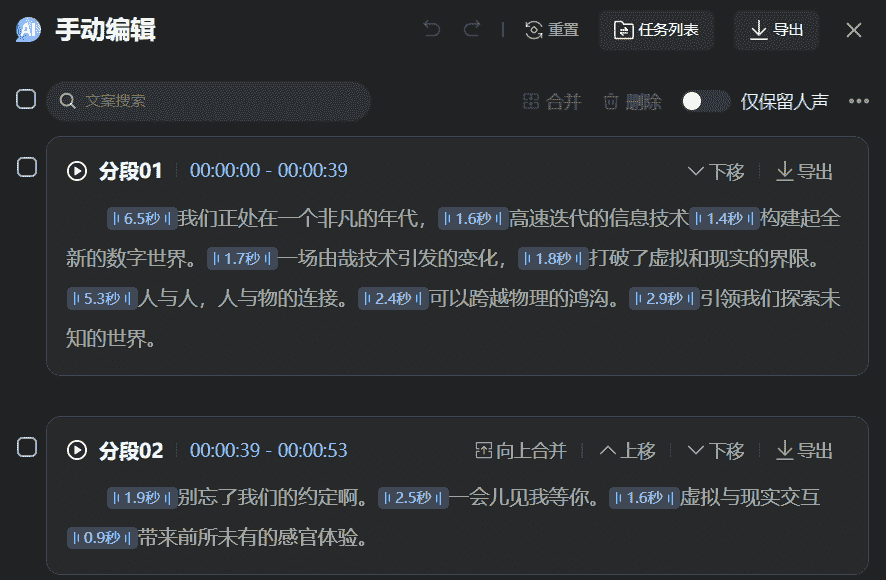 AI 手动编辑 重置 任务列表 导出
文案搜索 合并 删除 仅保留人声
分段01 00:00:00 - 00:00:39 下移 导出
6.5秒 我们正处在一个非凡的年代， 1.6秒 高速迭代的信息技术 1.4秒 构建起全
新的数字世界。 1.7秒 一场由哉技术引发的变化， 1.8秒 打破了虚拟和现实的界限。
5.3秒 人与人，人与物的连接。 2.4秒 可以跨越物理的鸿沟。 2.9秒 引领我们探索未
知的世界。
分段02 00:00:39 - 00:00:53 向上合并 上移 下移 导出
1.9秒 别忘了我们的约定啊。 2.5秒 一会儿见我等你。 1.6秒 虚拟与现实交互
0.9秒 带来前所未有的感官体验。